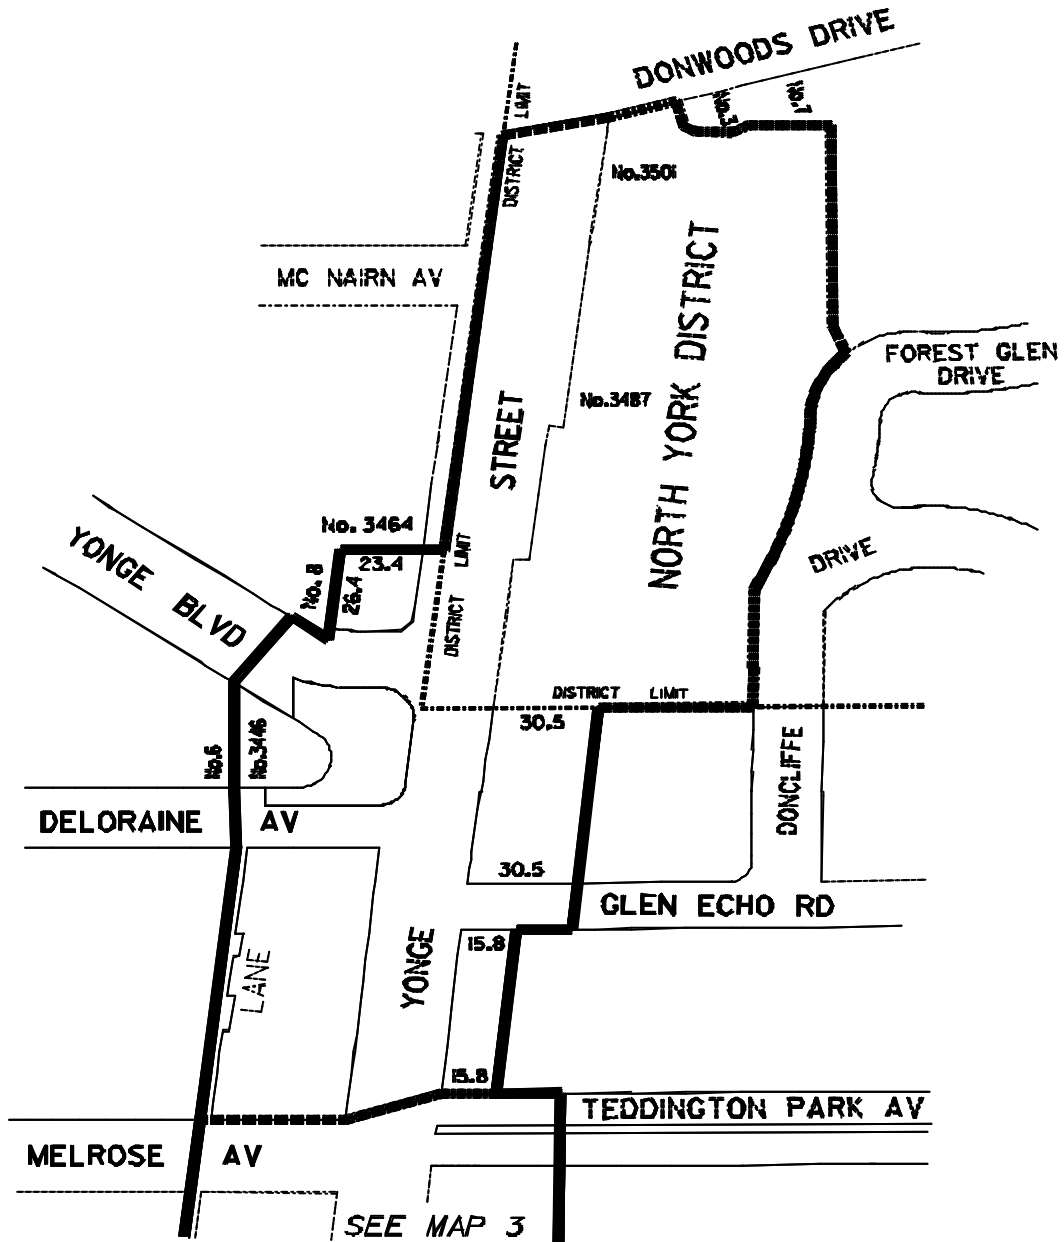 DONWOODS DRIVE
LIMIT
No.3
No.7
DISTRICT
No.3501
MC NAIRN AV
NORTH YORK DISTRICT
FOREST GLEN
DRIVE
No.3487
STREET
No. 3464
YONGE BLVD
No. 8
23.4
26.4
LIMIT
DRIVE
DISTRICT
DISTRICT LIMIT
30.5
No.6
No.3446
DONCLIFFE
DELORAINE AV
30.5
GLEN ECHO RD
YONGE
15.8
LANE
15.8
TEDDINGTON PARK AV
MELROSE AV
SEE MAP 3